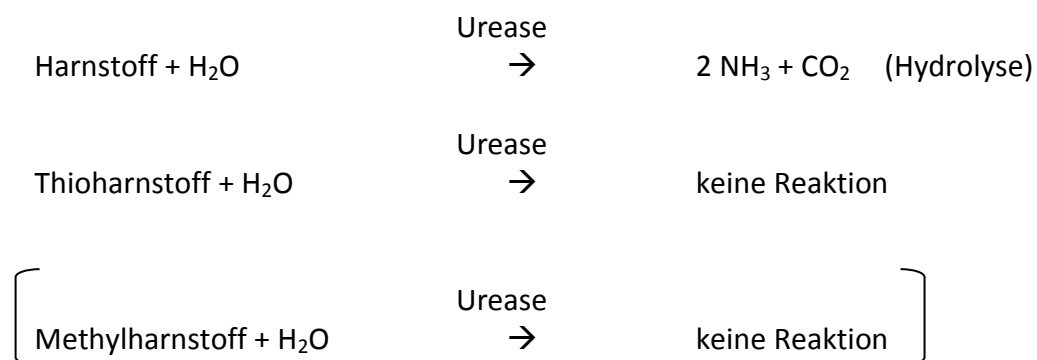 Urease
Harnstoff + H₂O → 2 NH₃ + CO₂ (Hydrolyse)
Urease
Thioharnstoff + H₂O → keine Reaktion
Urease
Methylharnstoff + H₂O → keine Reaktion